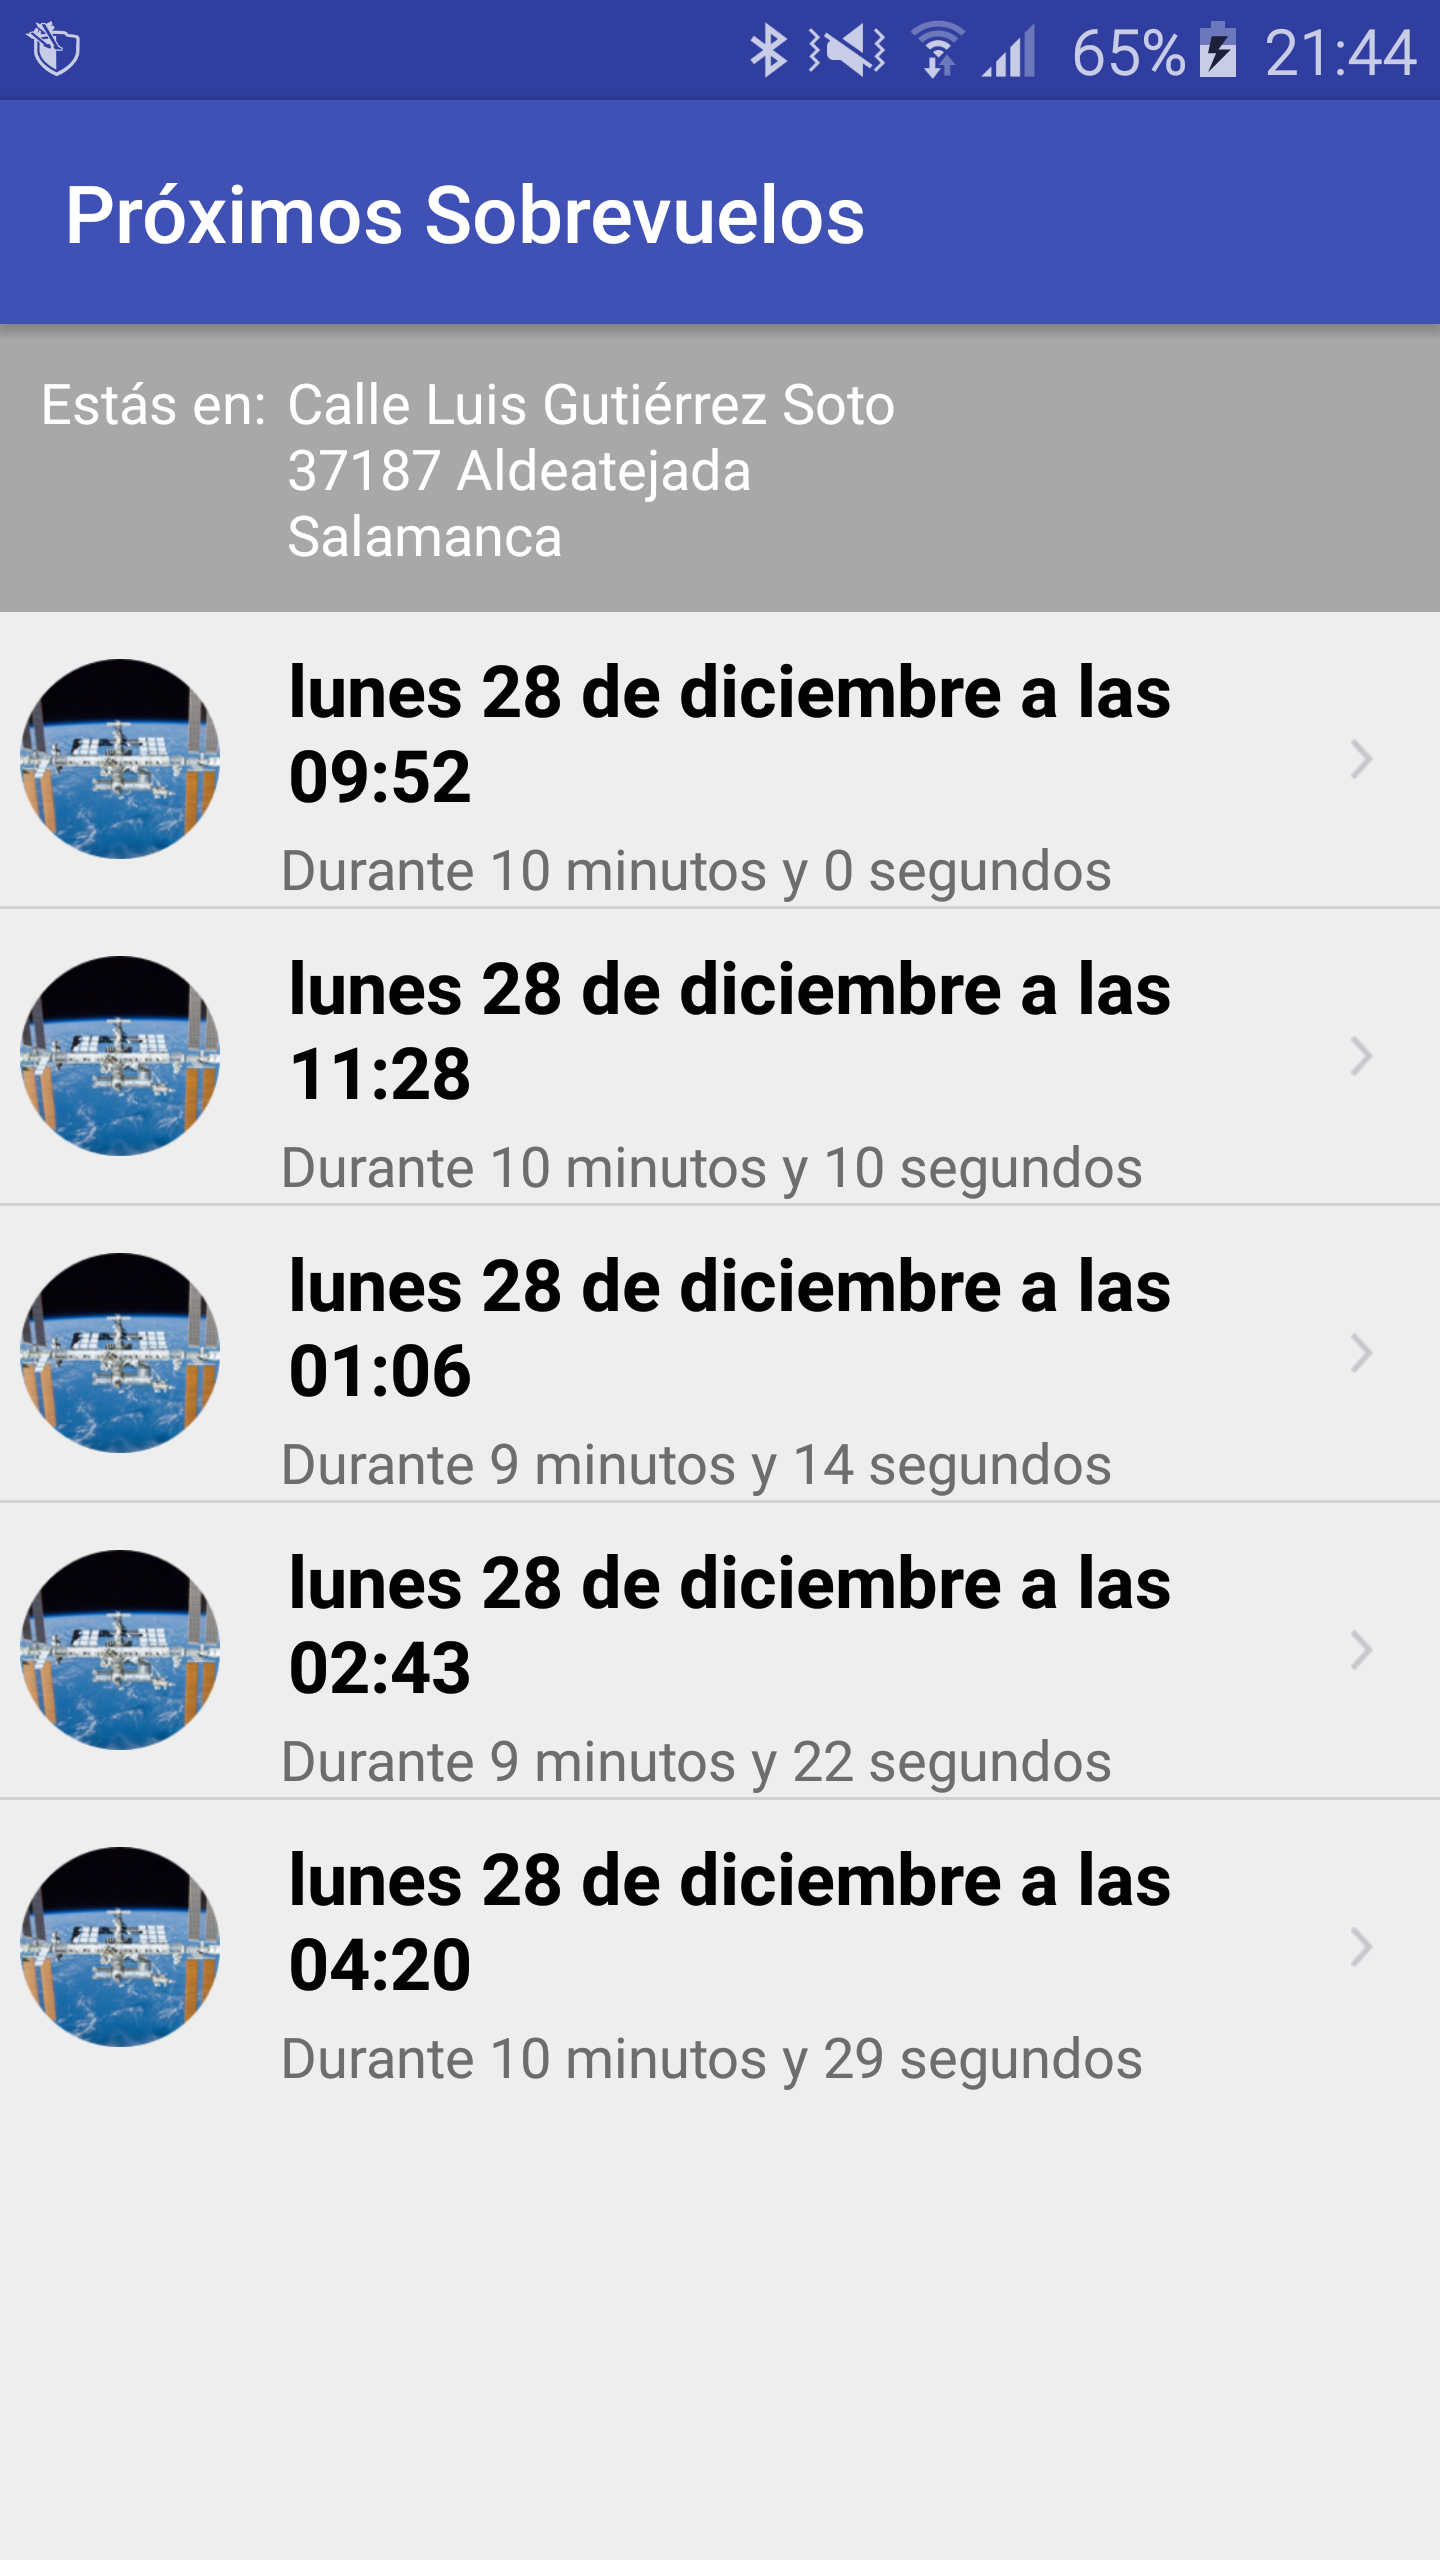 65% 21:44
Próximos Sobrevuelos
Estás en: Calle Luis Gutiérrez Soto
37187 Aldeatejada
Salamanca
lunes 28 de diciembre a las
09:52
Durante 10 minutos y 0 segundos
lunes 28 de diciembre a las
11:28
Durante 10 minutos y 10 segundos
lunes 28 de diciembre a las
01:06
Durante 9 minutos y 14 segundos
lunes 28 de diciembre a las
02:43
Durante 9 minutos y 22 segundos
lunes 28 de diciembre a las
04:20
Durante 10 minutos y 29 segundos